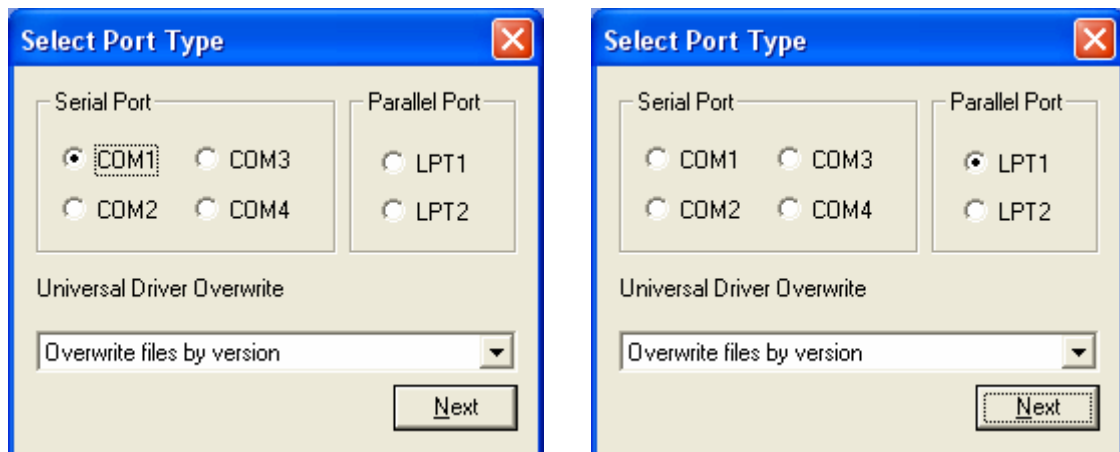 Select Port Type
Serial Port Parallel Port
COM1 COM3 LPT1
COM2 COM4 LPT2
Universal Driver Overwrite
Overwrite files by version
Next
Select Port Type
Serial Port Parallel Port
COM1 COM3 LPT1
COM2 COM4 LPT2
Universal Driver Overwrite
Overwrite files by version
Next